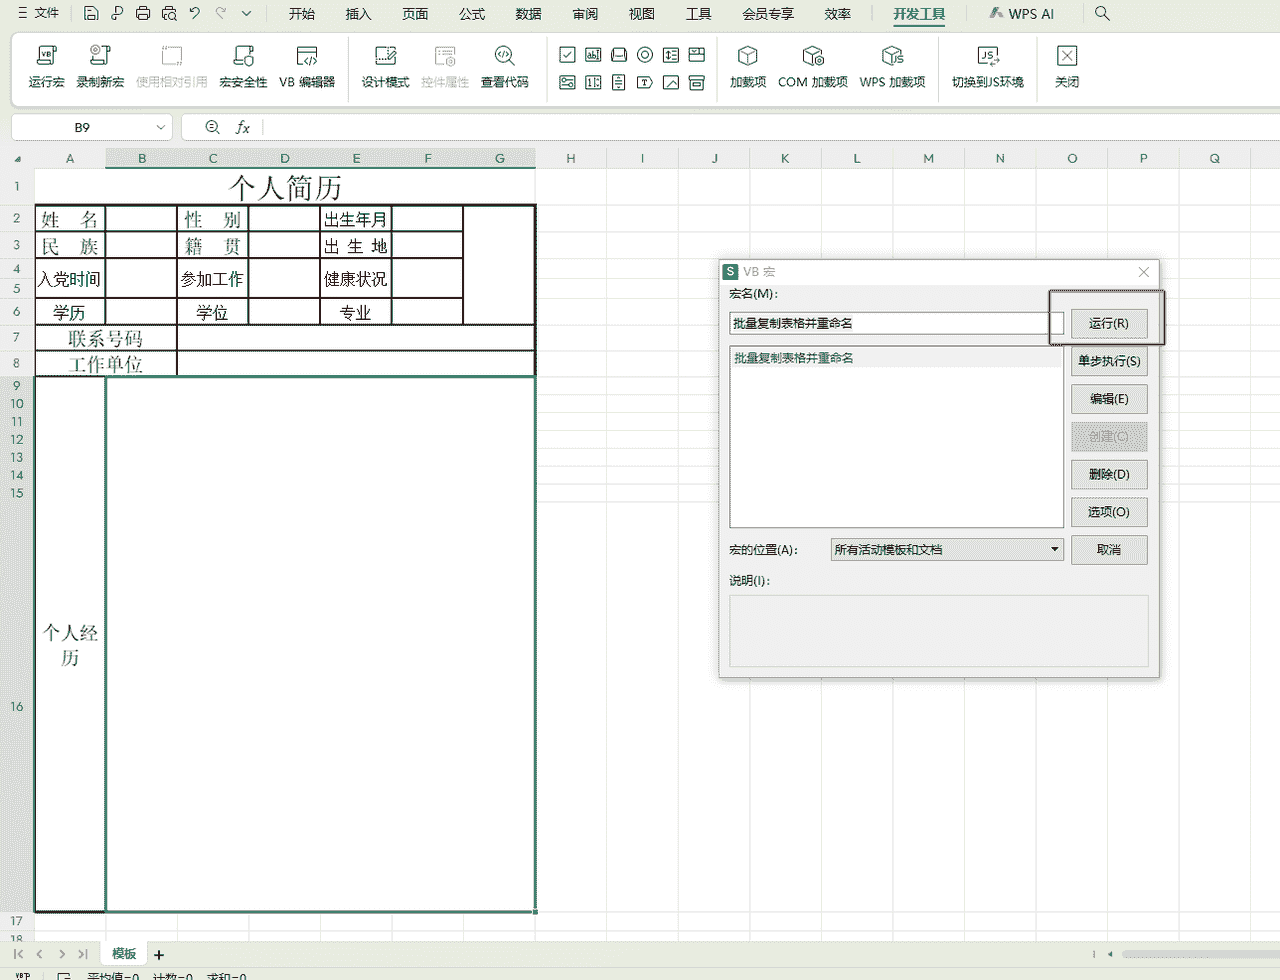 文件 开始 插入 页面 公式 数据 审阅 视图 工具 会员专享 效率 开发工具 WPS AI
运行宏 录制新宏 使用相对引用 宏安全性 VB 编辑器 设计模式 控件属性 查看代码 加载项 COM 加载项 WPS 加载项 切换到JS环境 关闭
B9 fx
A B C D E F G H I J K L M N O P Q
1 个人简历
2 姓 名 性 别 出生年月
3 民 族 籍 贯 出 生 地
4
入党时间 参加工作 健康状况
5
6 学历 学位 专业
7 联系号码
8 工作单位
9
10
11
12
13
14
15
个人经
历
16
17
18
S VB 宏
宏名(M):
批量复制表格并重命名 运行(R)
批量复制表格并重命名 单步执行(S)
编辑(E)
创建(C)
删除(D)
选项(O)
宏的位置(A): 所有活动模板和文档 取消
说明(I):
模板 +
平均值=0 计数=0 求和=0